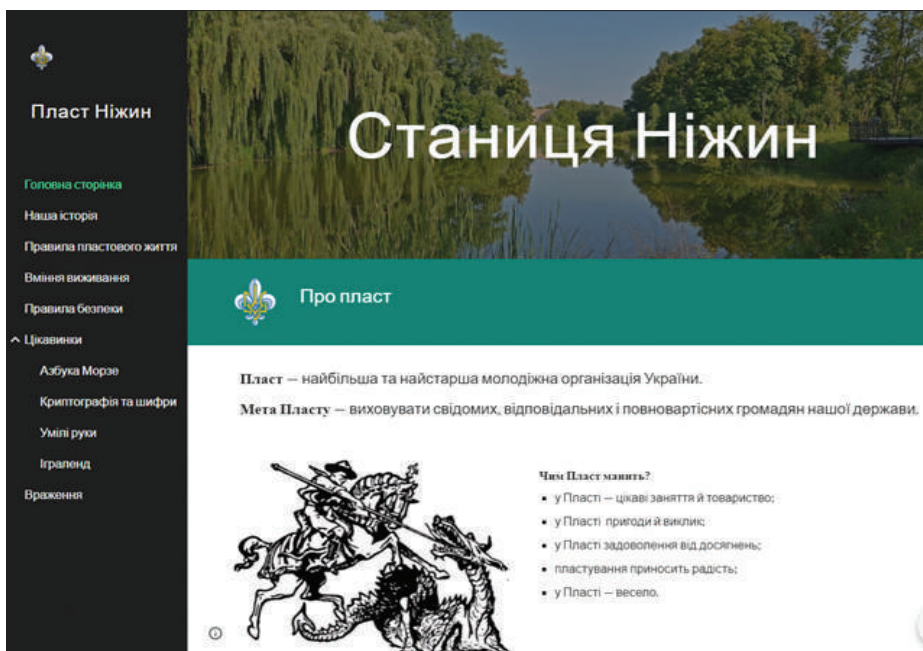 Пласт Ніжин
Головна сторінка
Наша історія
Правила пластового життя
Вміння виживання
Правила безпеки
Цікавинки
Азбука Морзе
Криптографія та шифри
Умілі руки
Іграленд
Враження
Станиця Ніжин
Про пласт
Пласт — найбільша та найстарша молодіжна організація України.
Мета Пласту — виховувати свідомих, відповідальних і повновартісних громадян нашої держави.
Чим Пласт манить?
▪ у Пласті — цікаві заняття й товариство;
▪ у Пласті пригоди й виклик;
▪ у Пласті задоволення від досягнень;
▪ пластування приносить радість;
▪ у Пласті — весело.